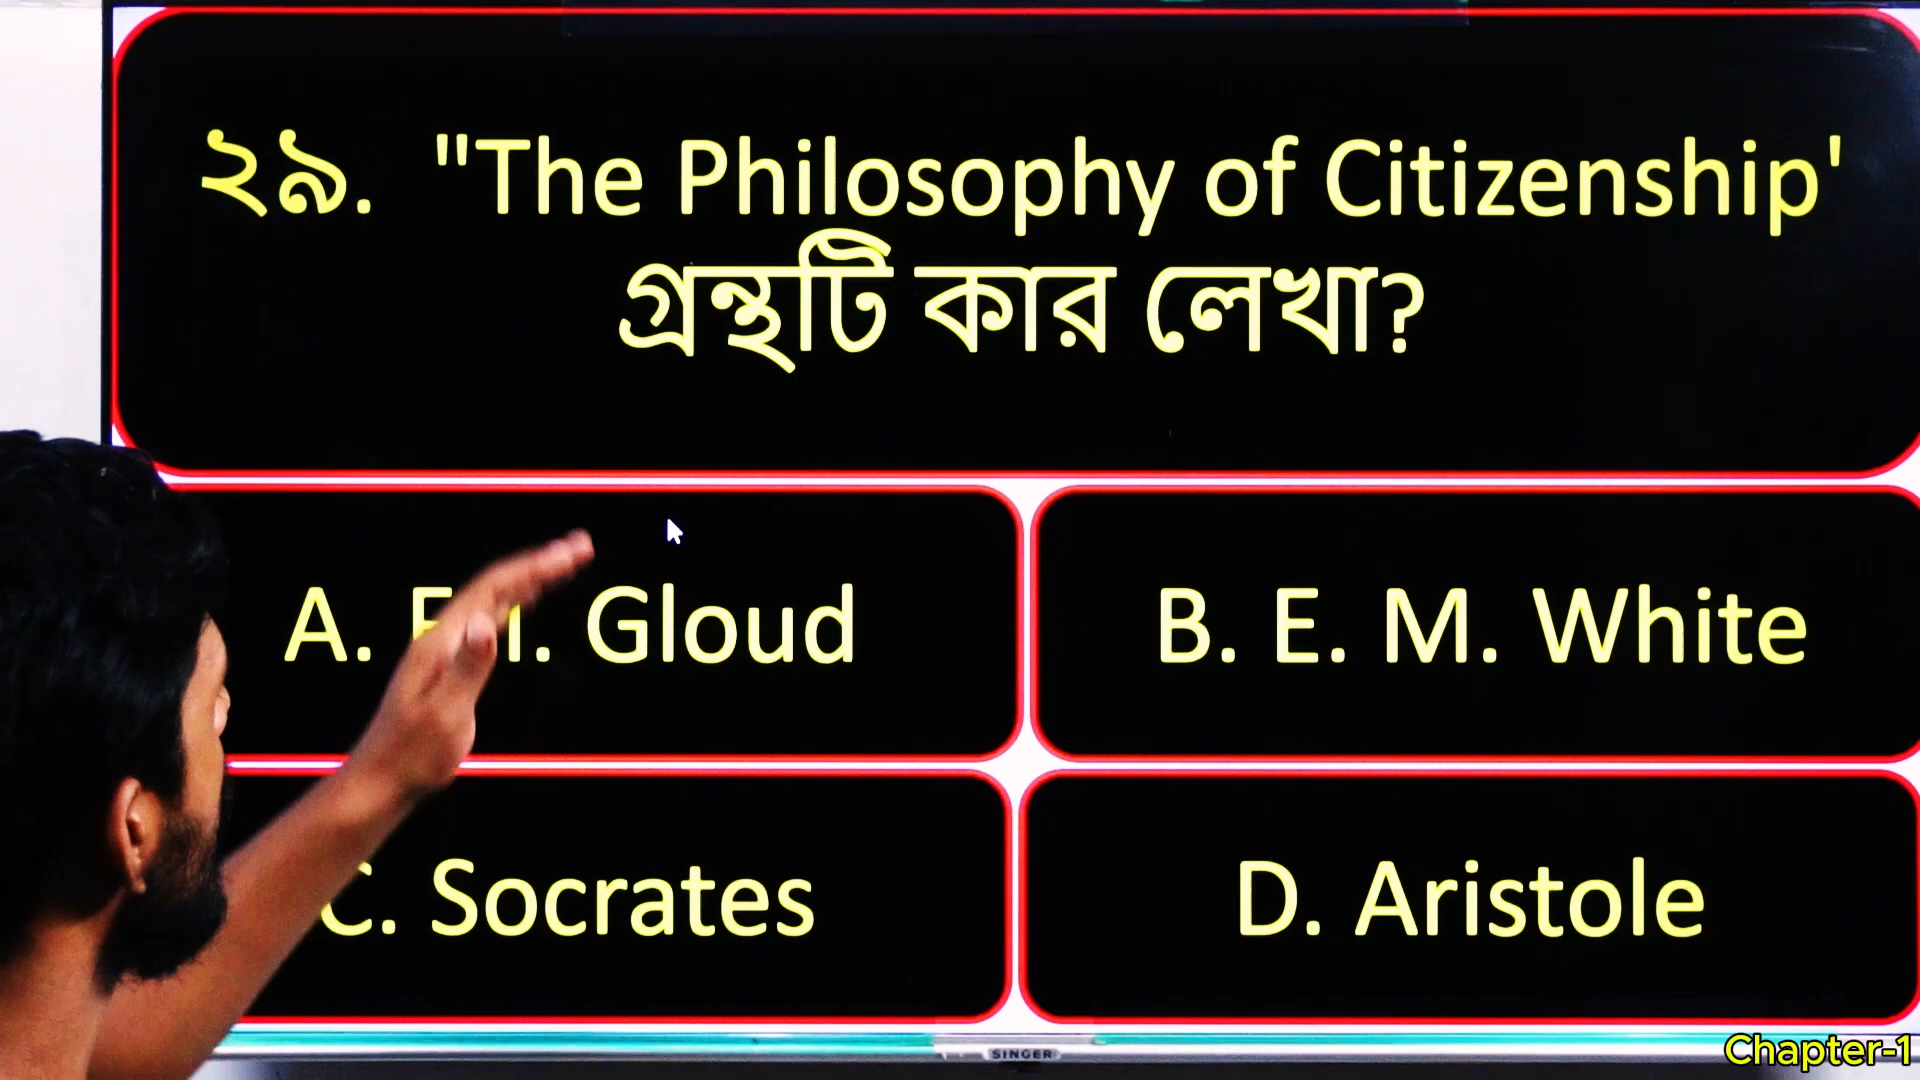 ২৯. "The Philosophy of Citizenship'
গ্রন্থটি কার লেখা?
A. Gloud
B. E. M. White
C. Socrates
D. Aristole
SINGER
Chapter-1